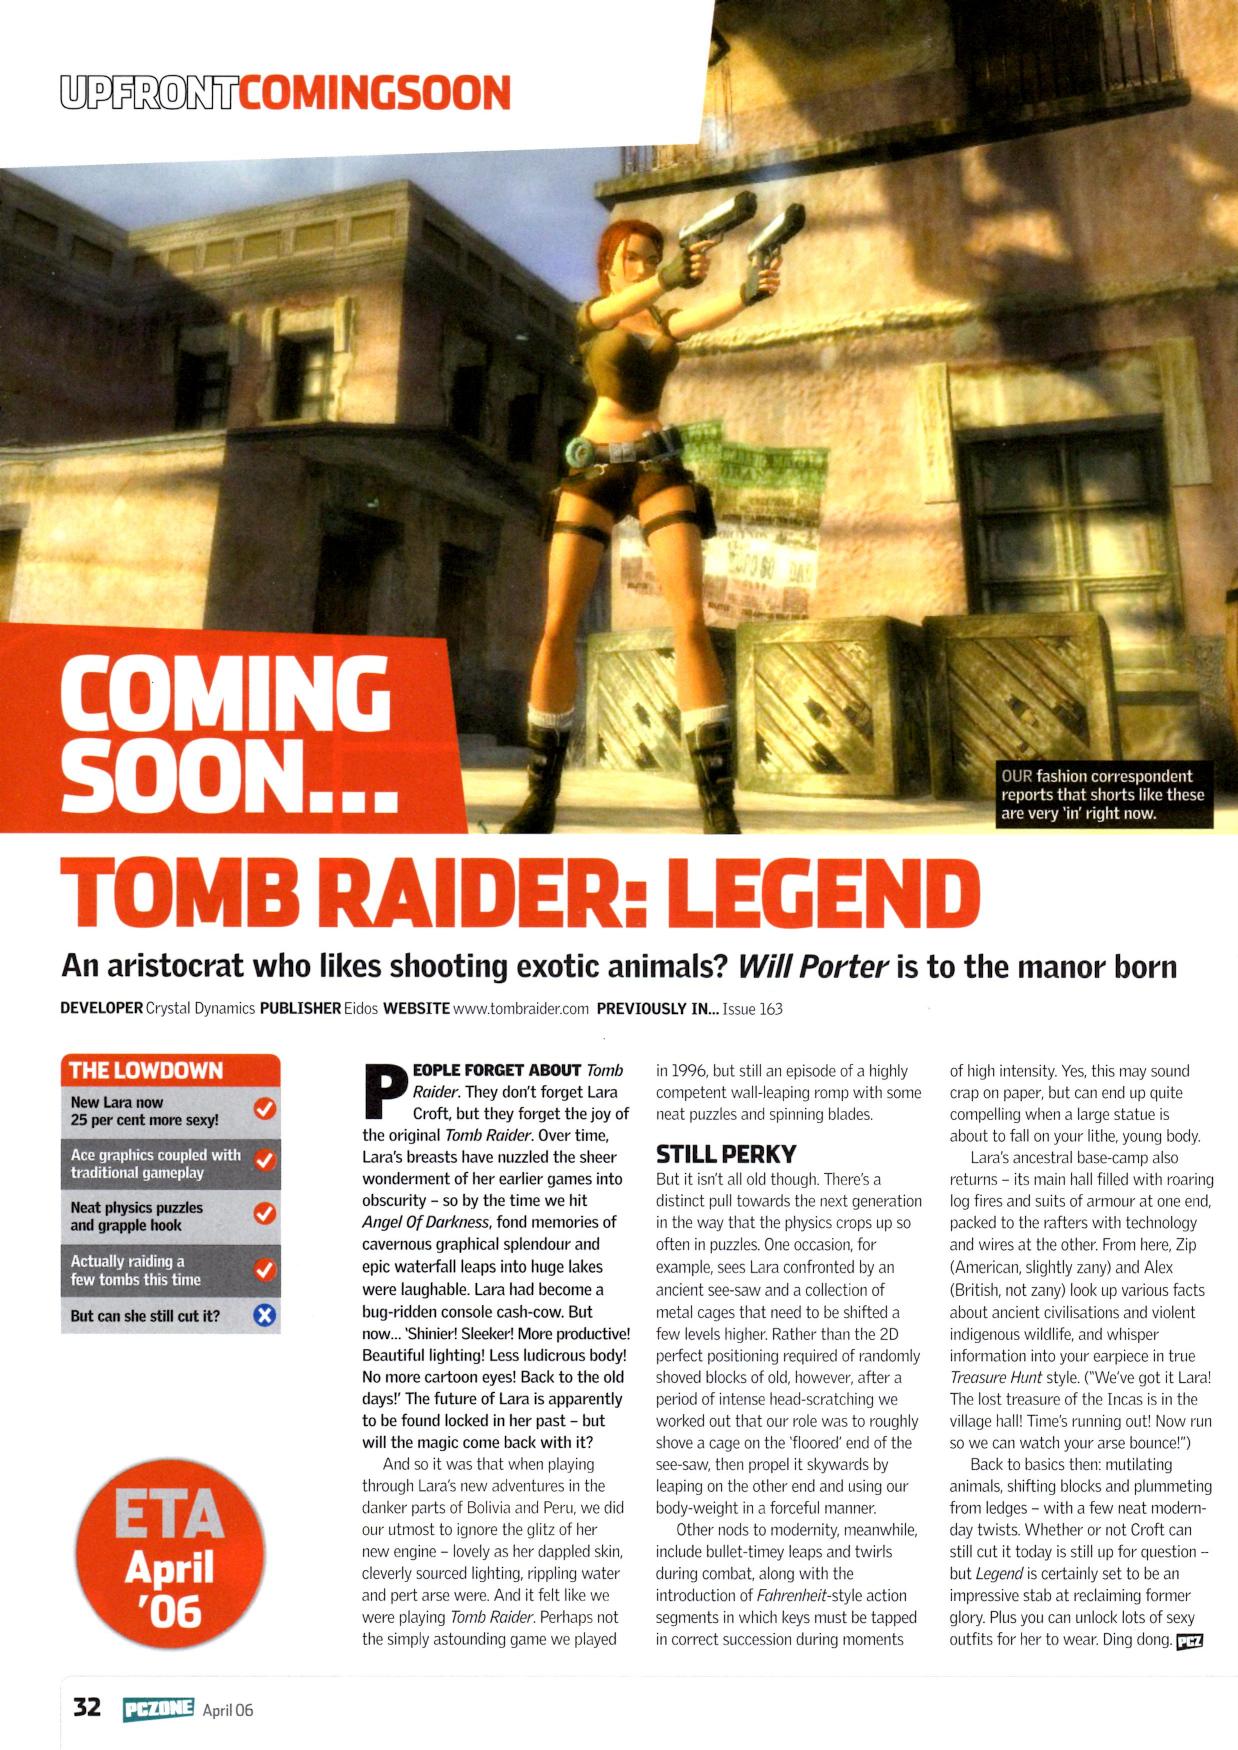 UPFRONTCOMINGSOON
COMING
SOON...
OUR fashion correspondent
reports that shorts like these
are very 'in' right now.
TOMB RAIDER: LEGEND
An aristocrat who likes shooting exotic animals? Will Porter is to the manor born
DEVELOPER Crystal Dynamics PUBLISHER Eidos WEBSITE www.tombraider.com PREVIOUSLY IN... Issue 163
THE LOWDOWN
New Lara now
25 per cent more sexy!
Ace graphics coupled with
traditional gameplay
Neat physics puzzles
and grapple hook
Actually raiding a
few tombs this time
But can she still cut it?
ETA
April
'06
PEOPLE FORGET ABOUT Tomb
Raider. They don't forget Lara
Croft, but they forget the joy of
the original Tomb Raider. Over time,
Lara's breasts have nuzzled the sheer
wonderment of her earlier games into
obscurity – so by the time we hit
Angel Of Darkness, fond memories of
cavernous graphical splendour and
epic waterfall leaps into huge lakes
were laughable. Lara had become a
bug-ridden console cash-cow. But
now... 'Shinier! Sleeker! More productive!
Beautiful lighting! Less ludicrous body!
No more cartoon eyes! Back to the old
days!' The future of Lara is apparently
to be found locked in her past – but
will the magic come back with it?
And so it was that when playing
through Lara's new adventures in the
danker parts of Bolivia and Peru, we did
our utmost to ignore the glitz of her
new engine – lovely as her dappled skin,
cleverly sourced lighting, rippling water
and pert arse were. And it felt like we
were playing Tomb Raider. Perhaps not
the simply astounding game we played
in 1996, but still an episode of a highly
competent wall-leaping romp with some
neat puzzles and spinning blades.
STILL PERKY
But it isn't all old though. There's a
distinct pull towards the next generation
in the way that the physics crops up so
often in puzzles. One occasion, for
example, sees Lara confronted by an
ancient see-saw and a collection of
metal cages that need to be shifted a
few levels higher. Rather than the 2D
perfect positioning required of randomly
shoved blocks of old, however, after a
period of intense head-scratching we
worked out that our role was to roughly
shove a cage on the 'floored' end of the
see-saw, then propel it skywards by
leaping on the other end and using our
body-weight in a forceful manner.
Other nods to modernity, meanwhile,
include bullet-timey leaps and twirls
during combat, along with the
introduction of Fahrenheit-style action
segments in which keys must be tapped
in correct succession during moments
of high intensity. Yes, this may sound
crap on paper, but can end up quite
compelling when a large statue is
about to fall on your lithe, young body.
Lara's ancestral base-camp also
returns – its main hall filled with roaring
log fires and suits of armour at one end,
packed to the rafters with technology
and wires at the other. From here, Zip
(American, slightly zany) and Alex
(British, not zany) look up various facts
about ancient civilisations and violent
indigenous wildlife, and whisper
information into your earpiece in true
Treasure Hunt style. ("We've got it Lara!
The lost treasure of the Incas is in the
village hall! Time's running out! Now run
so we can watch your arse bounce!")
Back to basics then: mutilating
animals, shifting blocks and plummeting
from ledges – with a few neat modern-
day twists. Whether or not Croft can
still cut it today is still up for question –
but Legend is certainly set to be an
impressive stab at reclaiming former
glory. Plus you can unlock lots of sexy
outfits for her to wear. Ding dong. PCZ
32 PCZONE April 06